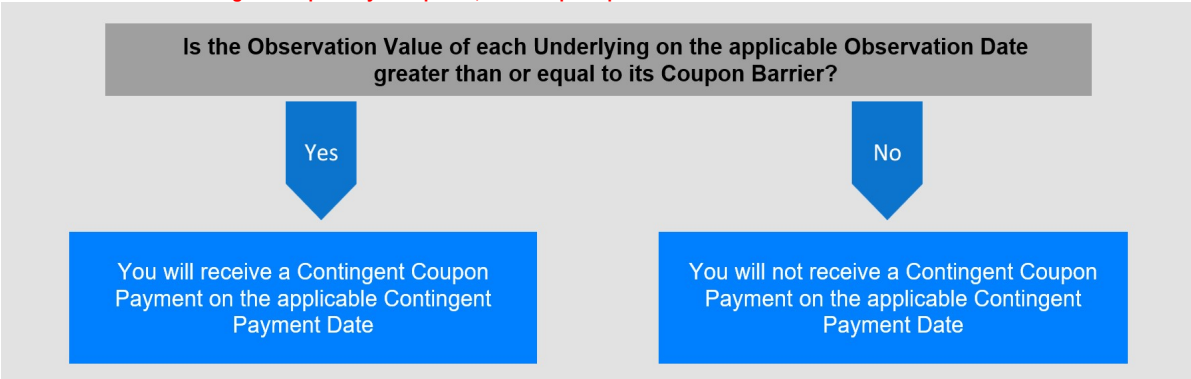 Is the Observation Value of each Underlying on the applicable Observation Date
greater than or equal to its Coupon Barrier?
Yes
No
You will receive a Contingent Coupon
Payment on the applicable Contingent
Payment Date
You will not receive a Contingent Coupon
Payment on the applicable Contingent
Payment Date